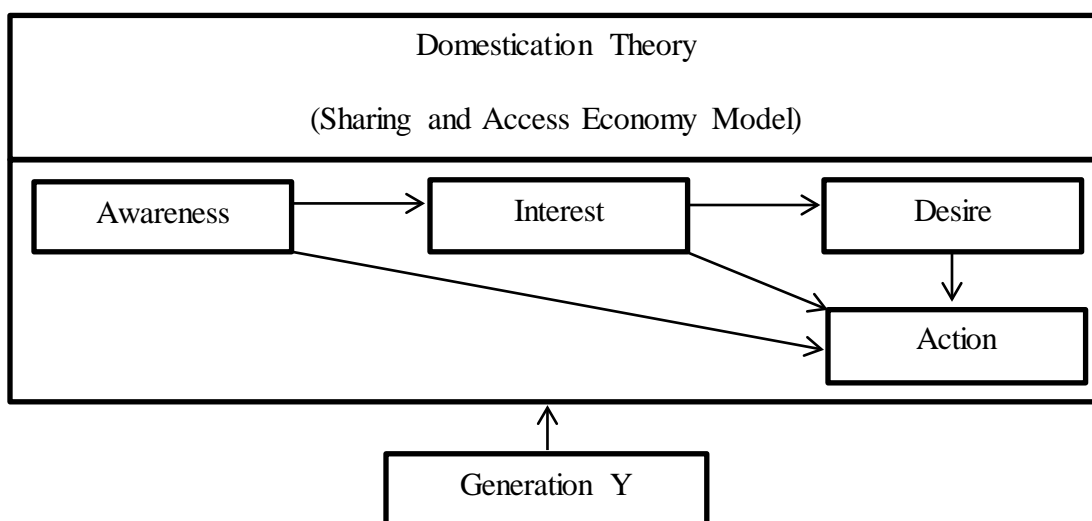 Domestication Theory
(Sharing and Access Economy Model)
Awareness
Interest
Desire
Action
Generation Y